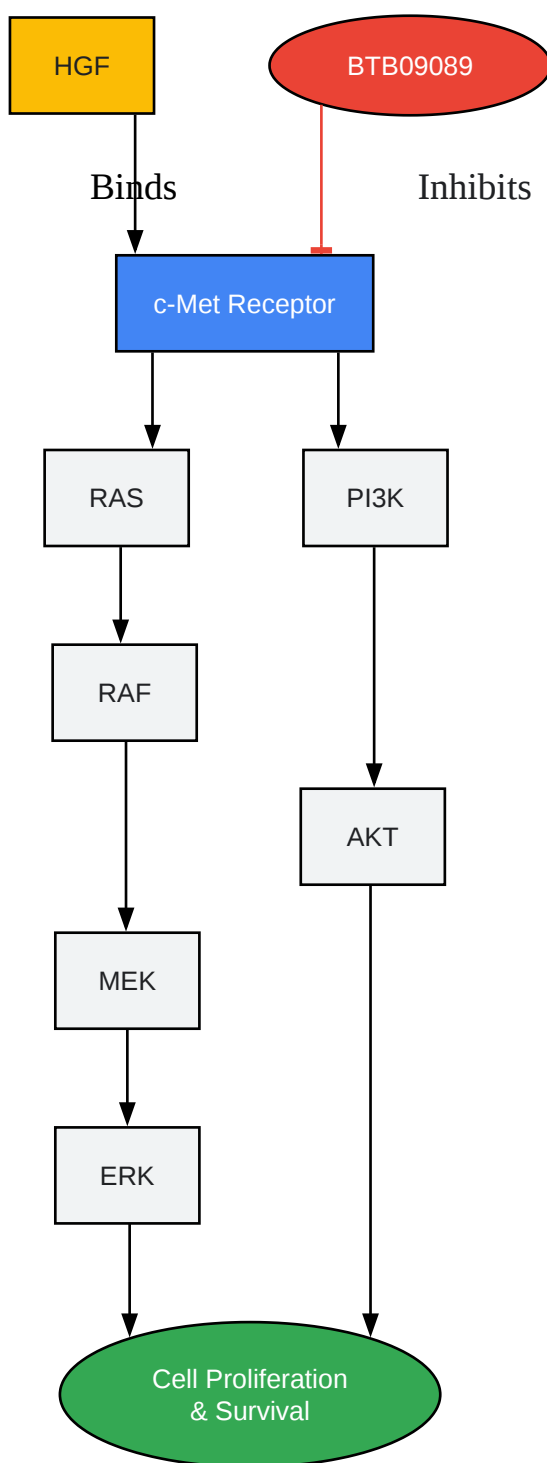 HGF
BTB09089
Binds
Inhibits
c-Met Receptor
RAS
PI3K
RAF
AKT
MEK
ERK
Cell Proliferation
& Survival